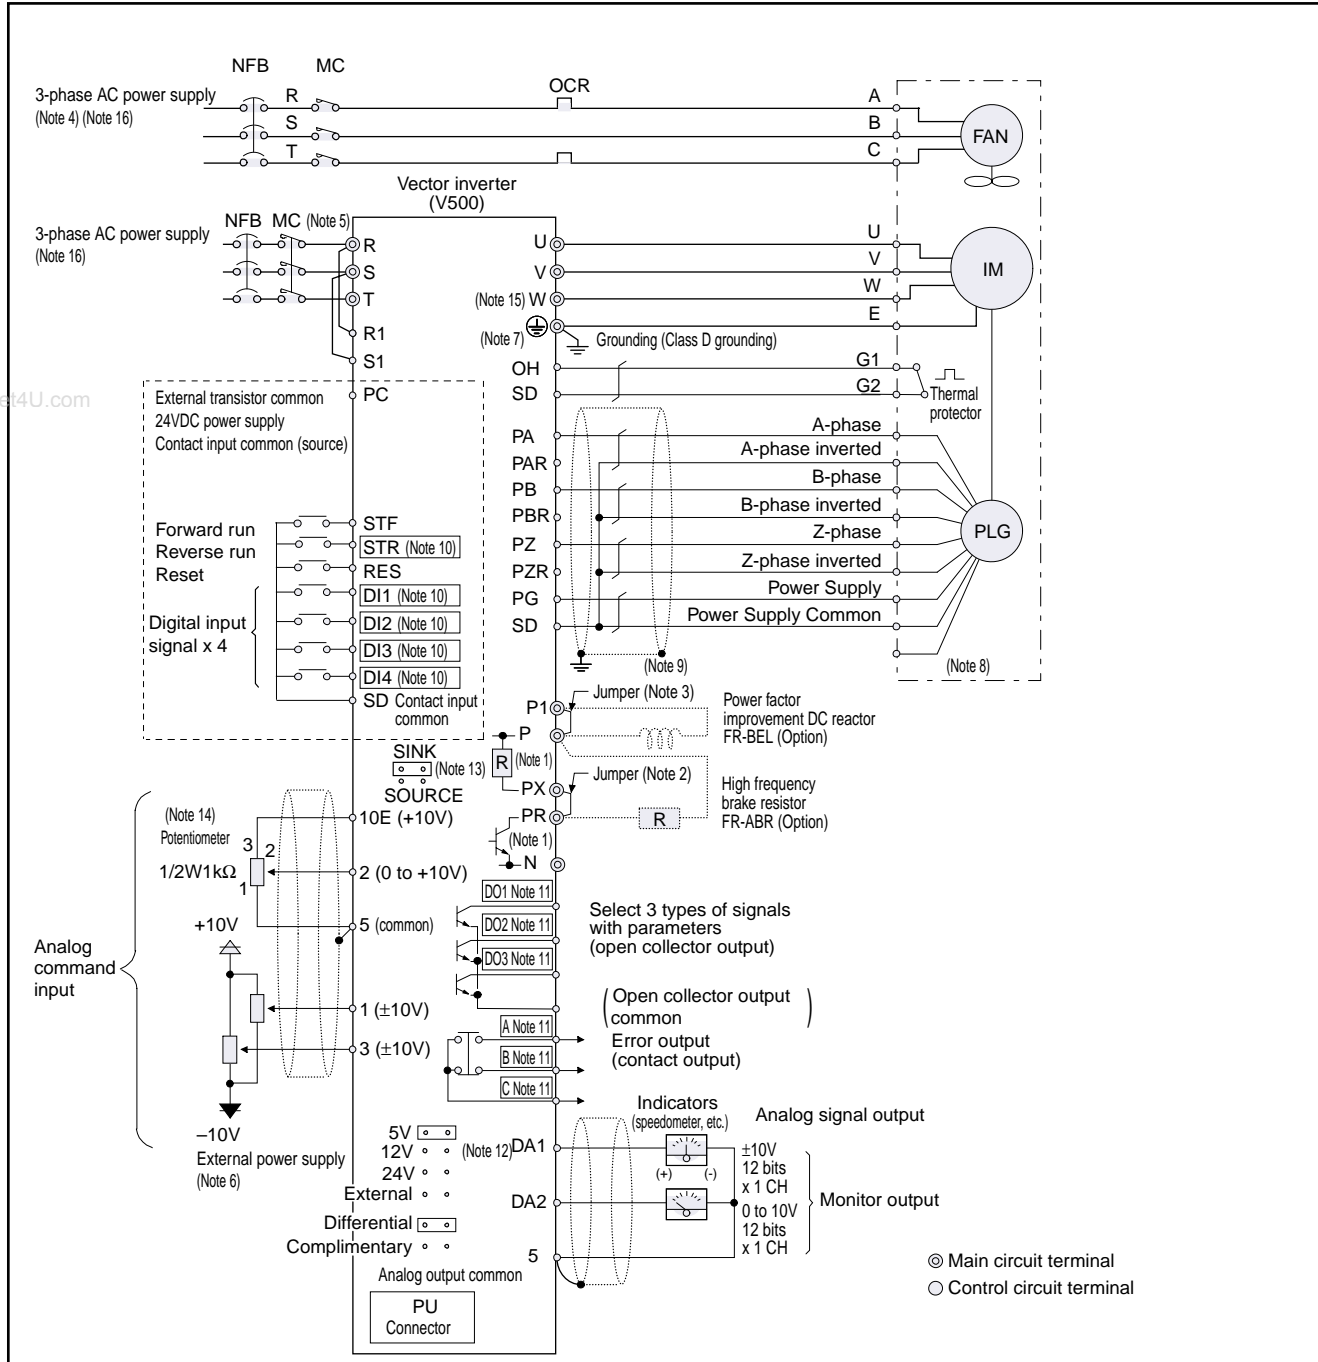 NFB MC
OCR
3-phase AC power supply
(Note 4) (Note 16)
R
S
T
A
B
C
FAN
Vector inverter
(V500)
NFB MC (Note 5)
3-phase AC power supply
(Note 16)
R
S
T
R1
S1
U
V
(Note 15) W
(Note 7)
U
V
W
E
IM
Grounding (Class D grounding)
OH
SD
G1
G2
Thermal
protector
et4U.com
PC
External transistor common
24VDC power supply
Contact input common (source)
PA
PAR
PB
PBR
PZ
PZR
PG
SD
A-phase
A-phase inverted
B-phase
B-phase inverted
Z-phase
Z-phase inverted
Power Supply
Power Supply Common
PLG
(Note 9)
(Note 8)
Forward run
Reverse run
Reset
Digital input
signal x 4
STF
STR (Note 10)
RES
DI1 (Note 10)
DI2 (Note 10)
DI3 (Note 10)
DI4 (Note 10)
SD Contact input
common
P1
P
R (Note 1)
PX
PR
(Note 1)
N
Jumper (Note 3)
Power factor
improvement DC reactor
FR-BEL (Option)
Jumper (Note 2)
R
High frequency
brake resistor
FR-ABR (Option)
SINK
(Note 13)
SOURCE
Analog
command
input
(Note 14)
Potentiometer
3
2
1/2W1kΩ
1
+10V
−10V
External power supply
(Note 6)
10E (+10V)
2 (0 to +10V)
5 (common)
1 (±10V)
3 (±10V)
DO1 Note 11
DO2 Note 11
DO3 Note 11
Select 3 types of signals
with parameters
(open collector output)
(Open collector output
common)
A Note 11
B Note 11
C Note 11
Error output
(contact output)
5V
12V (Note 12)
24V
External
Differential
Complimentary
DA1
DA2
5
Indicators
(speedometer, etc.)
(+) (-)
Analog signal output
±10V
12 bits
x 1 CH
0 to 10V
12 bits
x 1 CH
Monitor output
Analog output common
PU
Connector
Main circuit terminal
Control circuit terminal